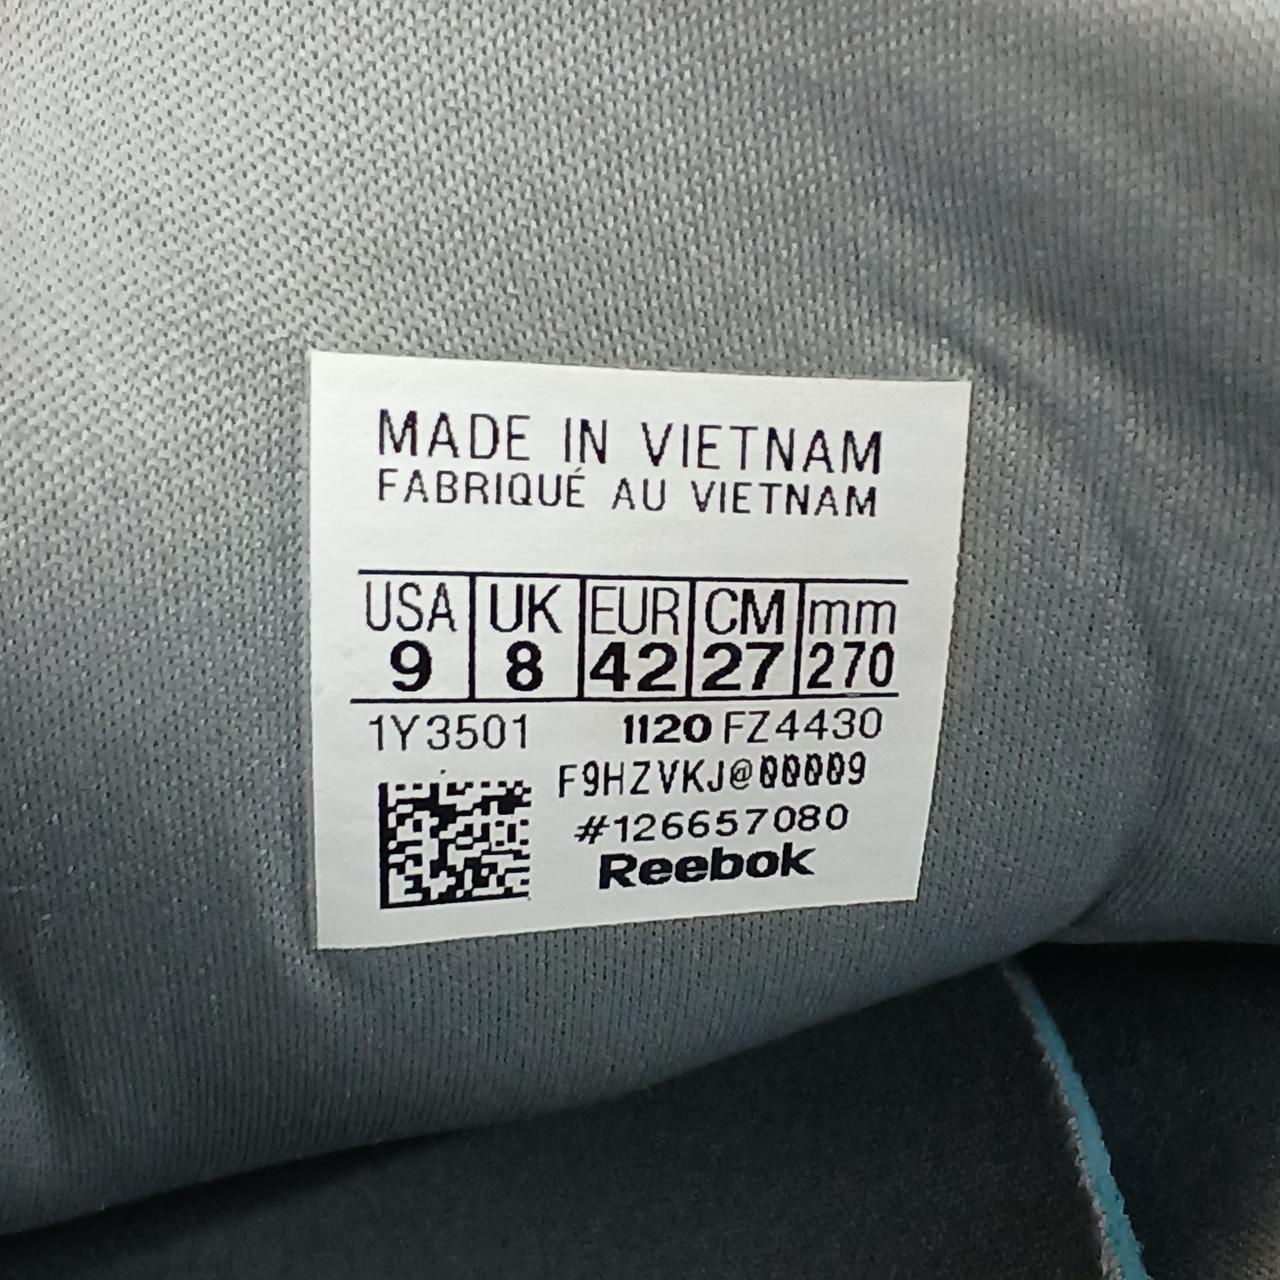 MADE IN VIETNAM
FABRIQUÉ AU VIETNAM
USA UK EUR CM mm
9 8 42 27 270
1Y3501 1120 FZ4430
F9HZVKJ@00009
#126657080
Reebok